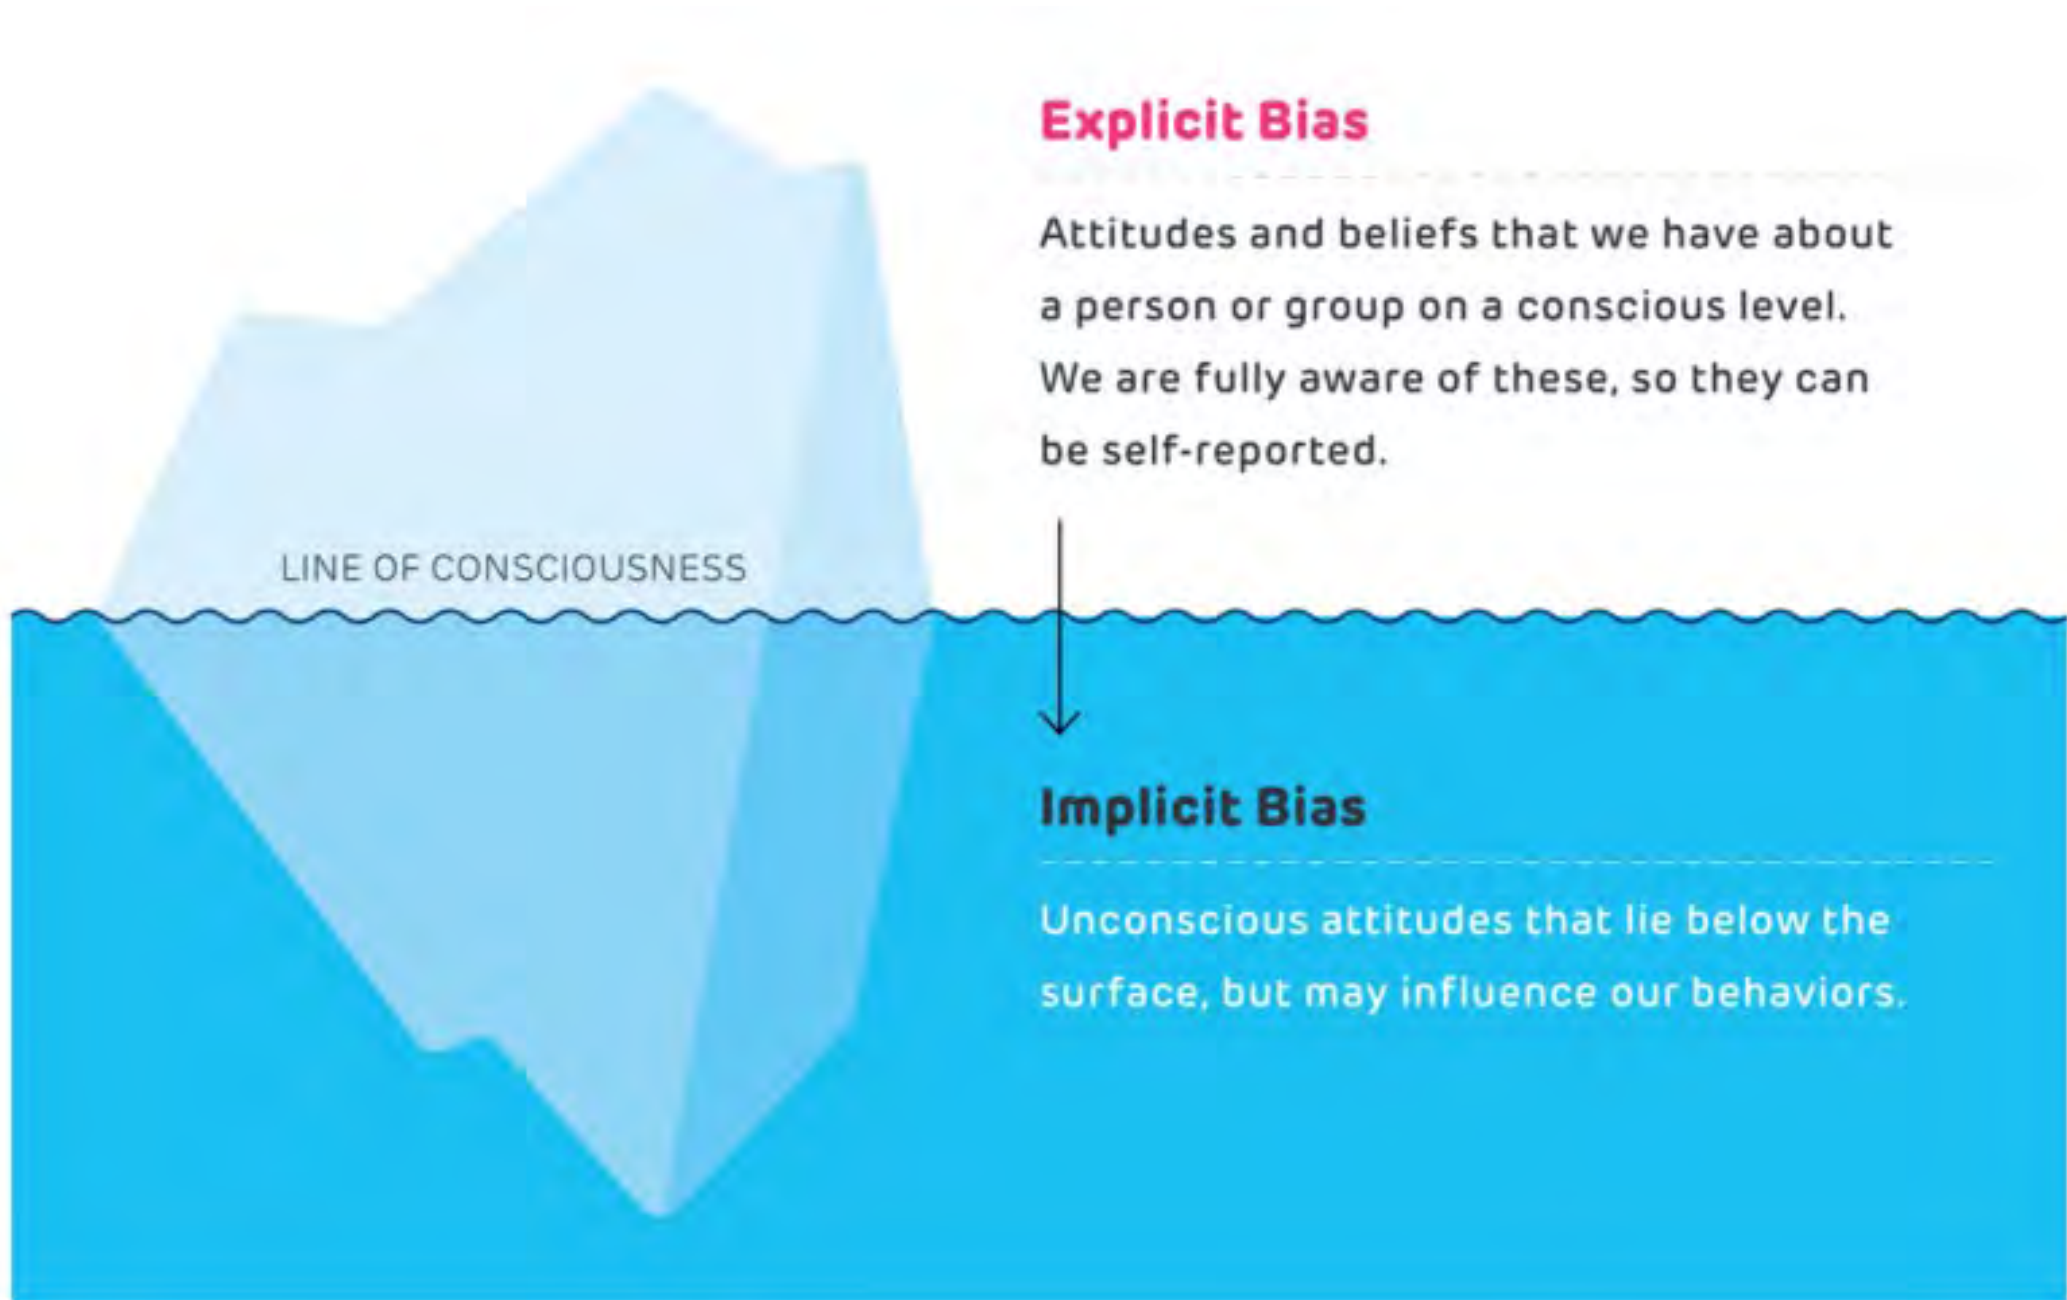 Explicit Bias
Attitudes and beliefs that we have about
a person or group on a conscious level.
We are fully aware of these, so they can
be self-reported.
LINE OF CONSCIOUSNESS
Implicit Bias
Unconscious attitudes that lie below the
surface, but may influence our behaviors.